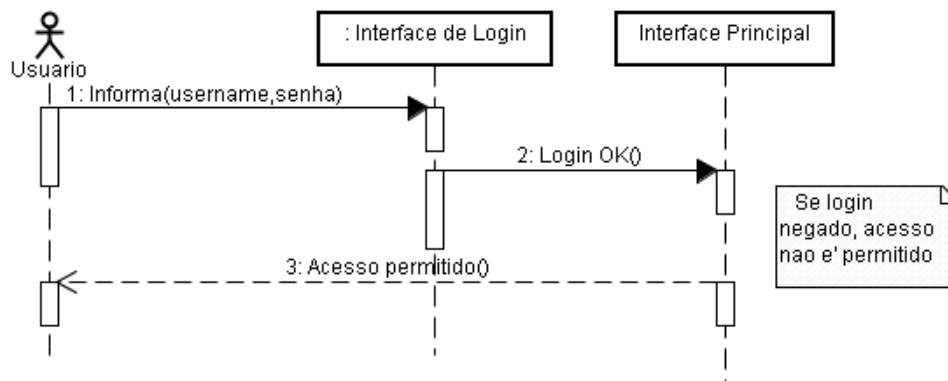 : Interface de Login
Interface Principal
Usuario
1: Informa(username,senha)
2: Login OK()
Se login
negado, acesso
nao e' permitido
3: Acesso permitido()